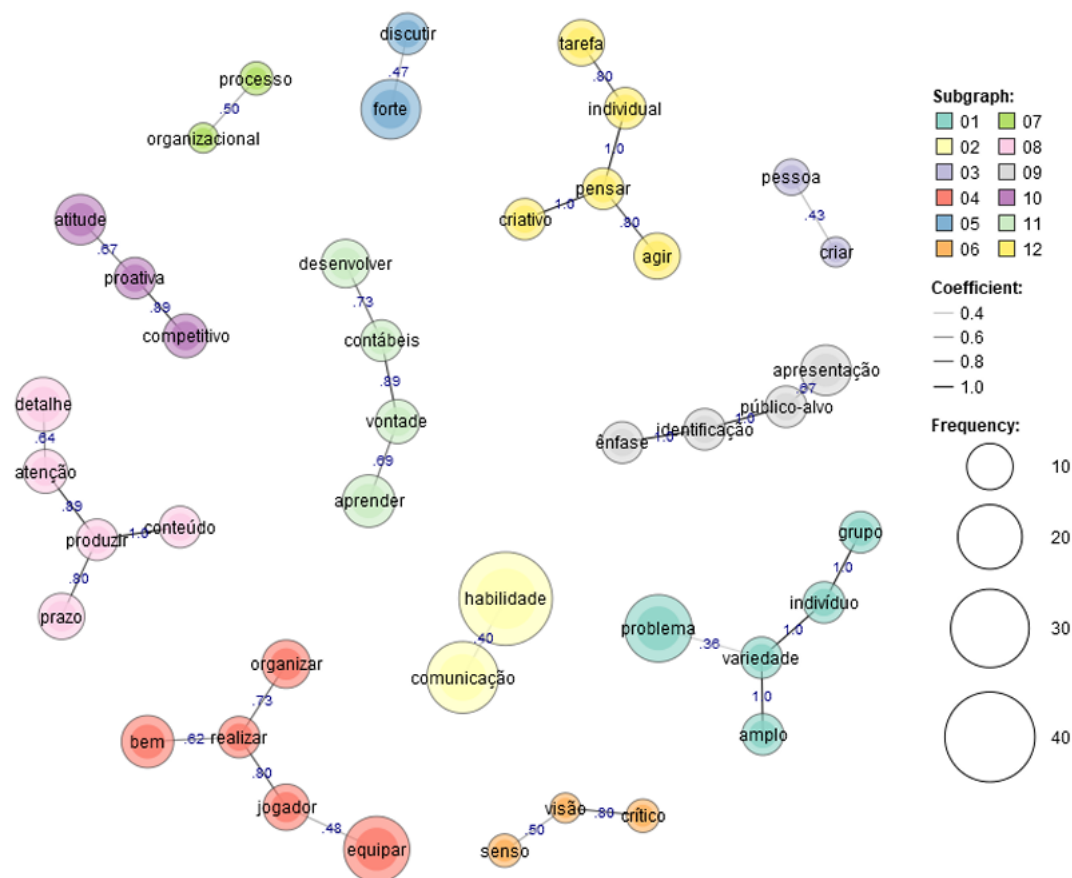 discutir
.47
forte
processo
.50
organizacional
tarefa
.80
individual
1.0
pensar
1.0
criativo
.80
agir
pessoa
.43
criar
atitude
.67
proativa
.89
competitivo
desenvolver
.73
contábeis
.89
vontade
.69
aprender
apresentação
.67
público-alvo
1.0
identificação
1.0
ênfase
detalhe
.64
atenção
.89
produzir
1.0
conteúdo
.80
prazo
habilidade
.40
comunicação
grupo
1.0
indivíduo
1.0
problema
.36
variedade
1.0
amplo
organizar
.73
bem
.62
realizar
.80
jogador
.48
equipar
visão
.80
crítico
.50
senso
Subgraph:
01 07
02 08
03 09
04 10
05 11
06 12
Coefficient:
0.4
0.6
0.8
1.0
Frequency:
10
20
30
40